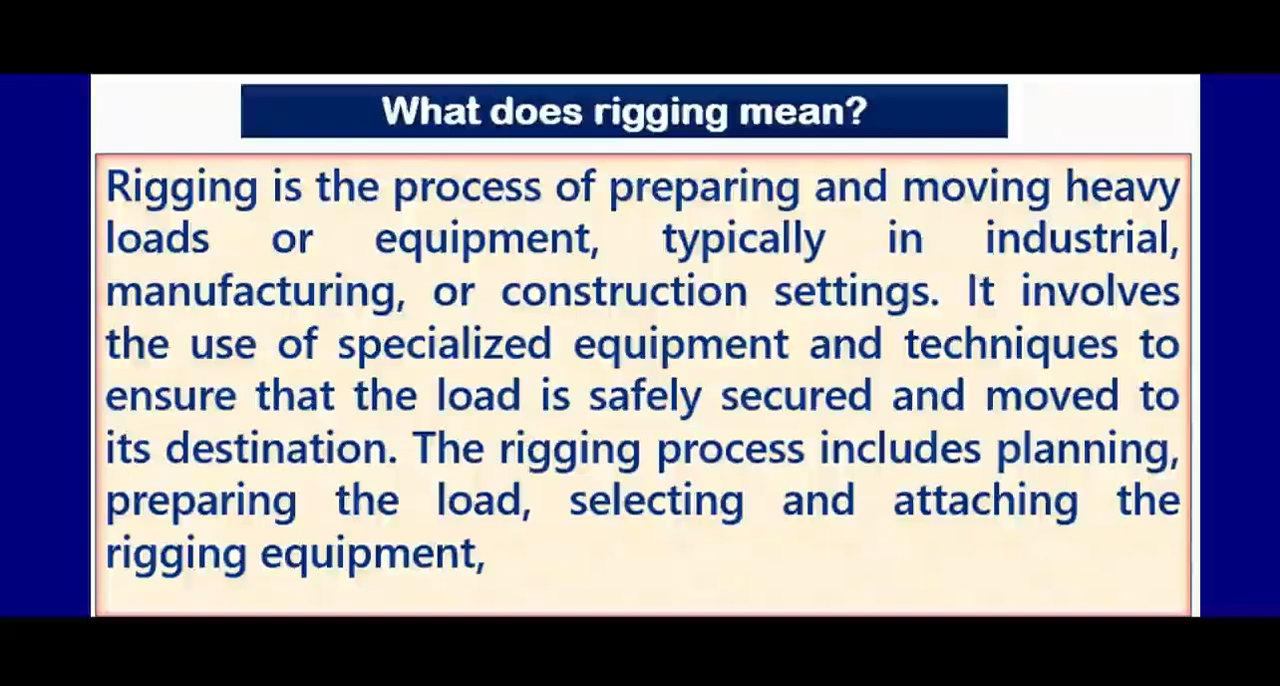 What does rigging mean?
Rigging is the process of preparing and moving heavy
loads or equipment, typically in industrial,
manufacturing, or construction settings. It involves
the use of specialized equipment and techniques to
ensure that the load is safely secured and moved to
its destination. The rigging process includes planning,
preparing the load, selecting and attaching the
rigging equipment,